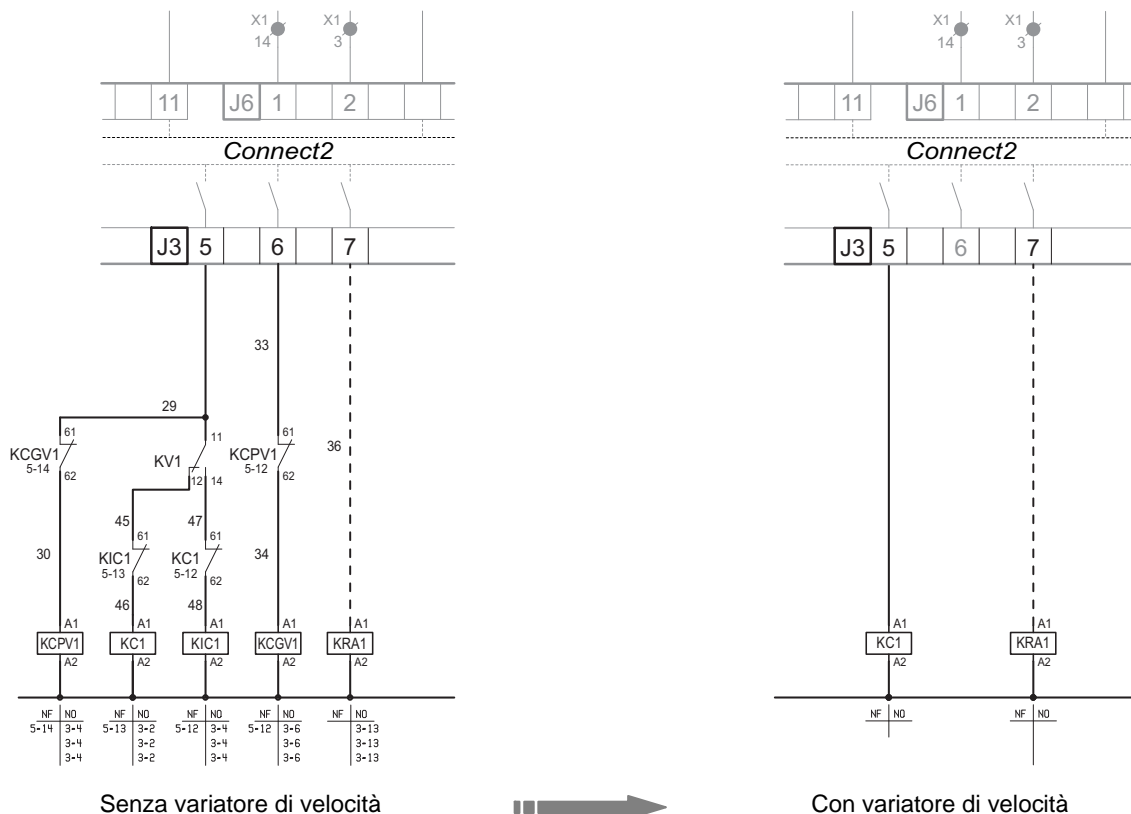 X1 X1 X1 X1
14 3 14 3
11 J6 1 2 11 J6 1 2
Connect2 Connect2
J3 5 6 7 J3 5 6 7
33
29
61 11 61
KCGV1 KV1 KCPV1 36
5-14 5-12
62 12 14 62
45 47
61 61
30 KIC1 KC1 34
5-13 5-12
62 62
46 48
A1 A1 A1 A1 A1 A1 A1
KCPV1 KC1 KIC1 KCGV1 KRA1 KC1 KRA1
A2 A2 A2 A2 A2 A2 A2
NF NO NF NO NF NO NF NO NF NO NF NO NF NO
5-14 3-4 5-13 3-2 5-12 3-4 5-12 3-6 3-13
3-4 3-2 3-4 3-6 3-13
3-4 3-2 3-4 3-6 3-13
Senza variatore di velocità Con variatore di velocità